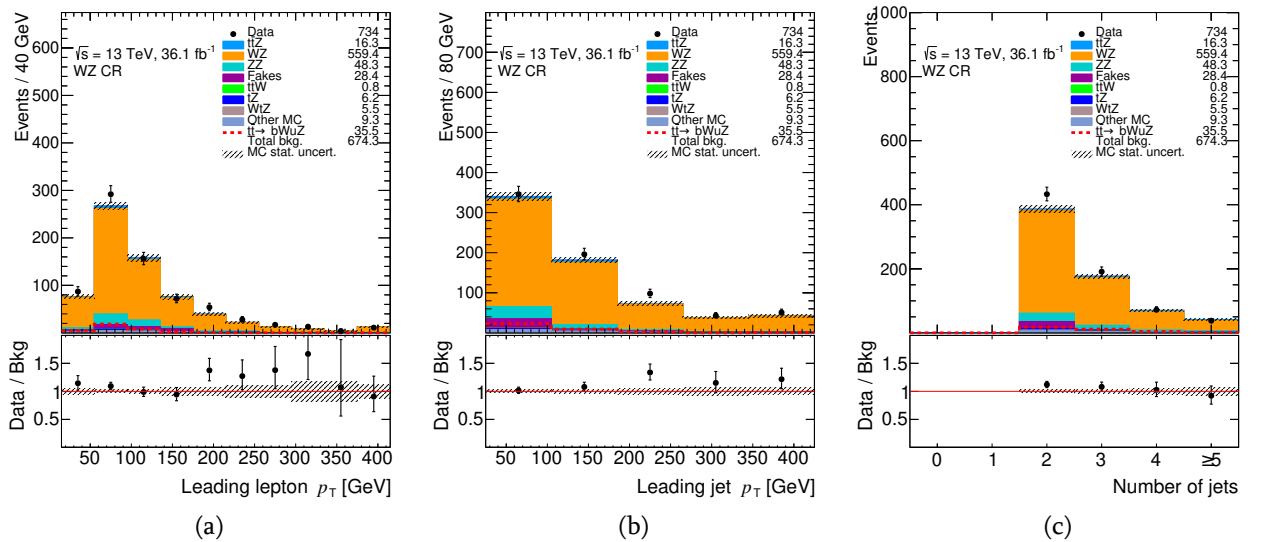 Events / 40 GeV
600
500
400
300
200
100
√s = 13 TeV, 36.1 fb⁻¹
WZ CR
Data 734
ttZ 16.3
WZ 559.4
ZZ 48.3
Fakes 28.4
ttW 0.8
tZ 6.2
WtZ 5.5
Other MC 9.3
tt→ bWuZ 35.5
Total bkg. 674.3
MC stat. uncert.
Data / Bkg
1.5
1
0.5
50 100 150 200 250 300 350 400
Leading lepton pT [GeV]
(a)
Events / 80 GeV
700
600
500
400
300
200
100
√s = 13 TeV, 36.1 fb⁻¹
WZ CR
Data 734
ttZ 16.3
WZ 559.4
ZZ 48.3
Fakes 28.4
ttW 0.8
tZ 6.2
WtZ 5.5
Other MC 9.3
tt→ bWuZ 35.5
Total bkg. 674.3
MC stat. uncert.
Data / Bkg
1.5
1
0.5
50 100 150 200 250 300 350 400
Leading jet pT [GeV]
(b)
Events
1000
800
600
400
200
√s = 13 TeV, 36.1 fb⁻¹
WZ CR
Data 734
ttZ 16.3
WZ 559.4
ZZ 48.3
Fakes 28.4
ttW 0.8
tZ 6.2
WtZ 5.5
Other MC 9.3
tt→ bWuZ 35.5
Total bkg. 674.3
MC stat. uncert.
Data / Bkg
1.5
1
0.5
0 1 2 3 4 ≥5
Number of jets
(c)